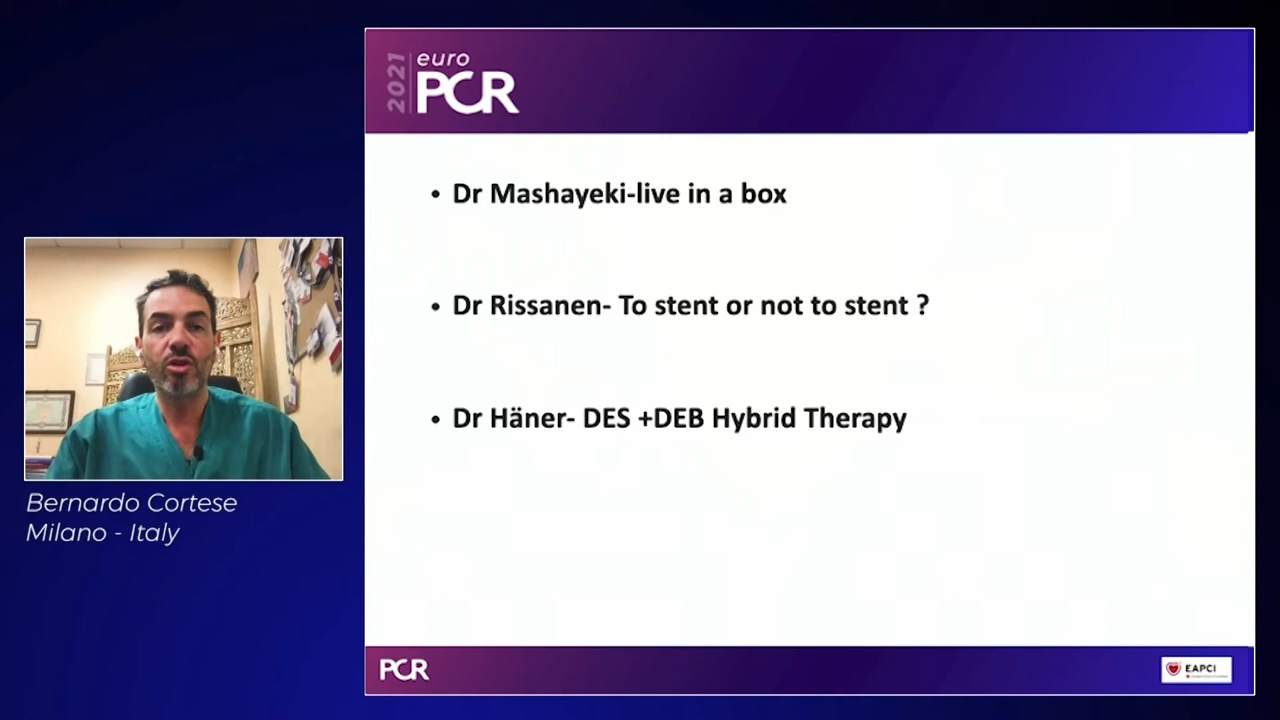 2021
euro
PCR
• Dr Mashayeki-live in a box
• Dr Rissanen- To stent or not to stent ?
• Dr Häner- DES +DEB Hybrid Therapy
Bernardo Cortese
Milano - Italy
PCR
EAPCI